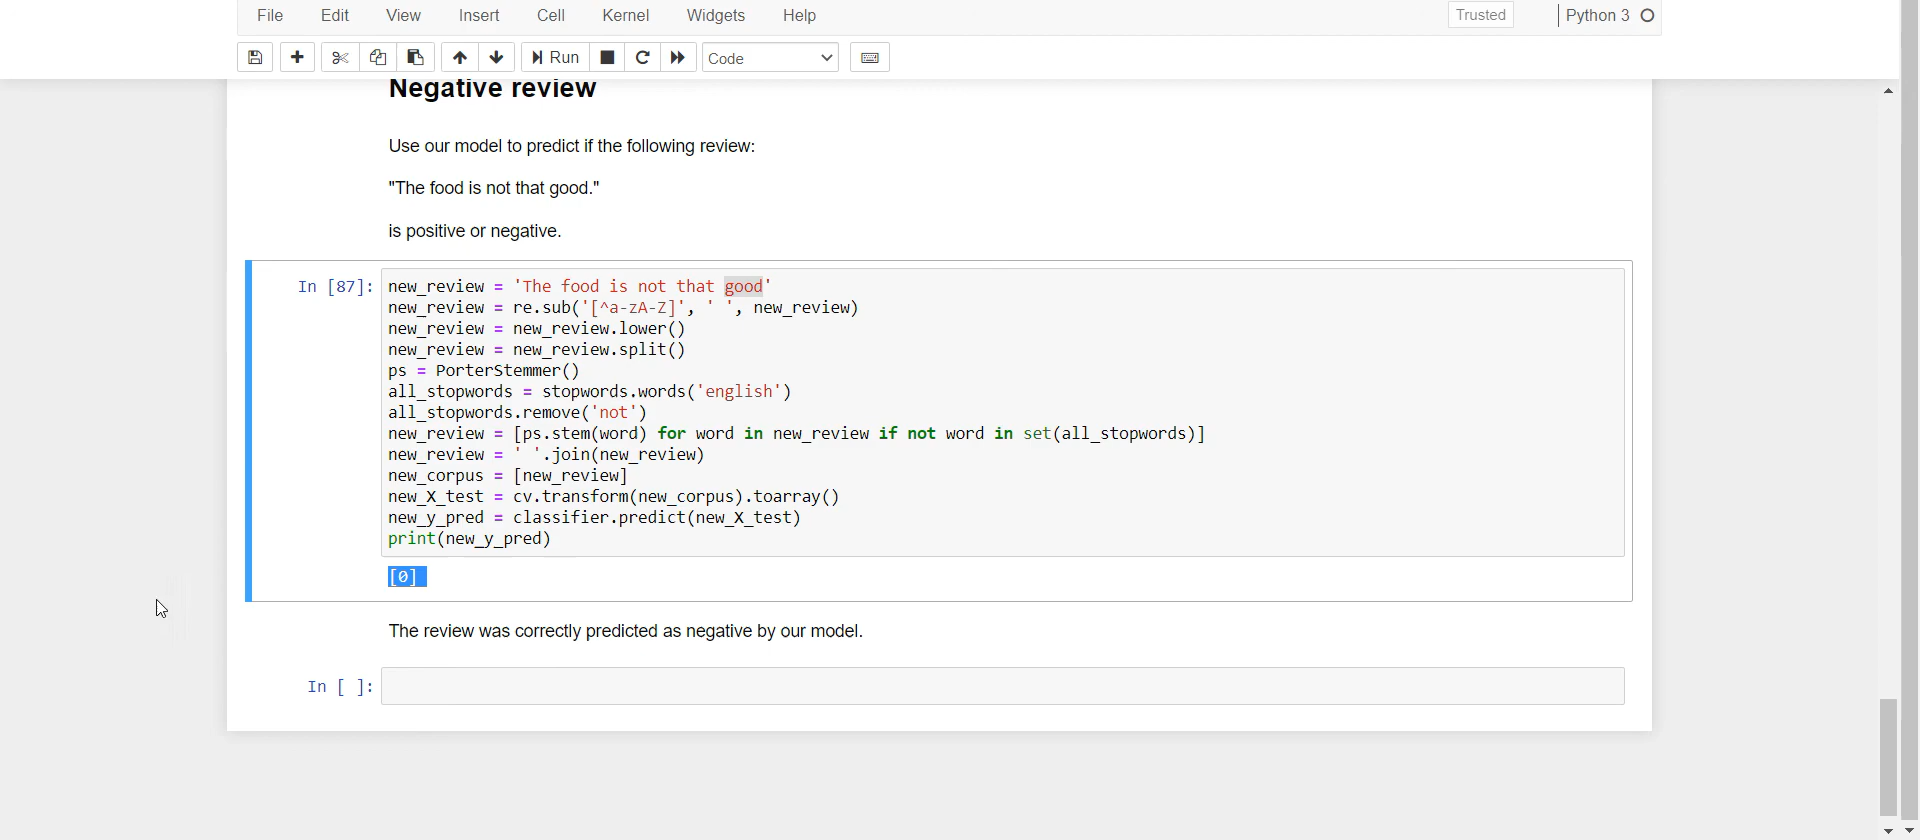 File Edit View Insert Cell Kernel Widgets Help Trusted Python 3
Run Code
Negative review
Use our model to predict if the following review:
"The food is not that good."
is positive or negative.
In [87]: new_review = 'The food is not that good'
new_review = re.sub('[^a-zA-Z]', ' ', new_review)
new_review = new_review.lower()
new_review = new_review.split()
ps = PorterStemmer()
all_stopwords = stopwords.words('english')
all_stopwords.remove('not')
new_review = [ps.stem(word) for word in new_review if not word in set(all_stopwords)]
new_review = ' '.join(new_review)
new_corpus = [new_review]
new_X_test = cv.transform(new_corpus).toarray()
new_y_pred = classifier.predict(new_X_test)
print(new_y_pred)
[0]
The review was correctly predicted as negative by our model.
In [ ]: